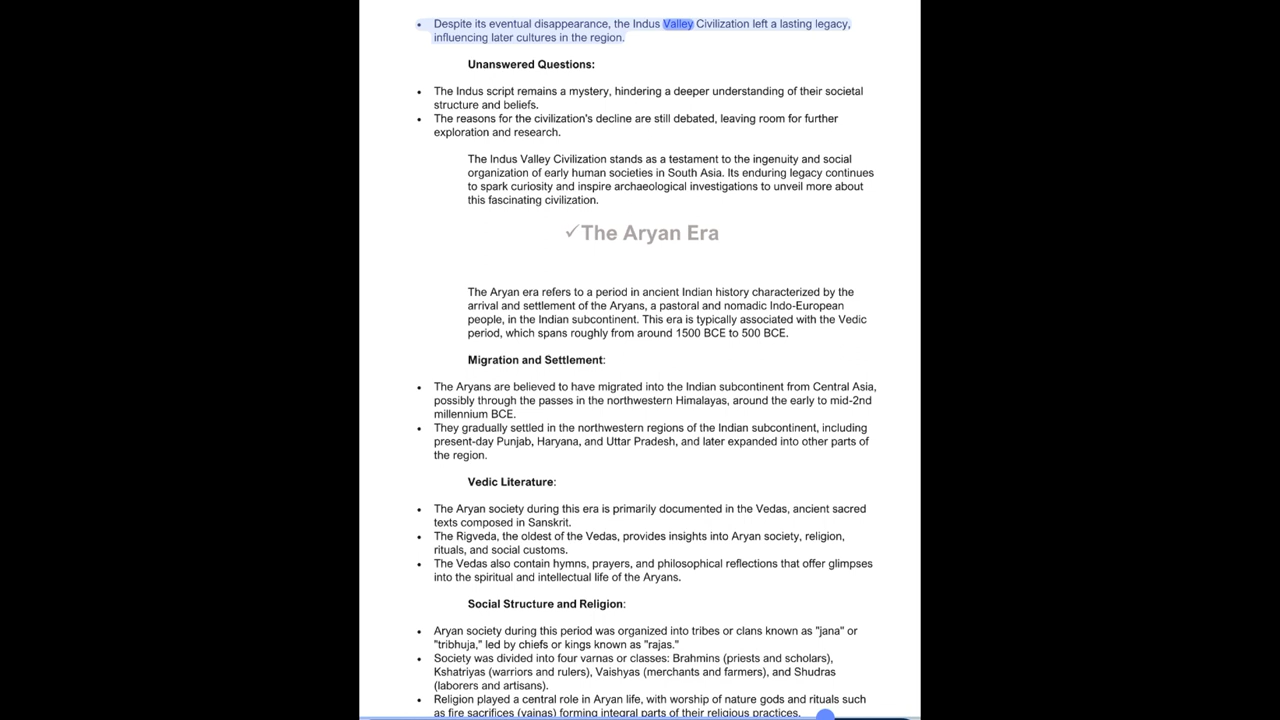 • Despite its eventual disappearance, the Indus Valley Civilization left a lasting legacy,
influencing later cultures in the region.
Unanswered Questions:
• The Indus script remains a mystery, hindering a deeper understanding of their societal
structure and beliefs.
• The reasons for the civilization's decline are still debated, leaving room for further
exploration and research.
The Indus Valley Civilization stands as a testament to the ingenuity and social
organization of early human societies in South Asia. Its enduring legacy continues
to spark curiosity and inspire archaeological investigations to unveil more about
this fascinating civilization.
✓The Aryan Era
The Aryan era refers to a period in ancient Indian history characterized by the
arrival and settlement of the Aryans, a pastoral and nomadic Indo-European
people, in the Indian subcontinent. This era is typically associated with the Vedic
period, which spans roughly from around 1500 BCE to 500 BCE.
Migration and Settlement:
• The Aryans are believed to have migrated into the Indian subcontinent from Central Asia,
possibly through the passes in the northwestern Himalayas, around the early to mid-2nd
millennium BCE.
• They gradually settled in the northwestern regions of the Indian subcontinent, including
present-day Punjab, Haryana, and Uttar Pradesh, and later expanded into other parts of
the region.
Vedic Literature:
• The Aryan society during this era is primarily documented in the Vedas, ancient sacred
texts composed in Sanskrit.
• The Rigveda, the oldest of the Vedas, provides insights into Aryan society, religion,
rituals, and social customs.
• The Vedas also contain hymns, prayers, and philosophical reflections that offer glimpses
into the spiritual and intellectual life of the Aryans.
Social Structure and Religion:
• Aryan society during this period was organized into tribes or clans known as "jana" or
"tribhuja," led by chiefs or kings known as "rajas."
• Society was divided into four varnas or classes: Brahmins (priests and scholars),
Kshatriyas (warriors and rulers), Vaishyas (merchants and farmers), and Shudras
(laborers and artisans).
• Religion played a central role in Aryan life, with worship of nature gods and rituals such
as fire sacrifices (yajnas) forming integral parts of their religious practices.